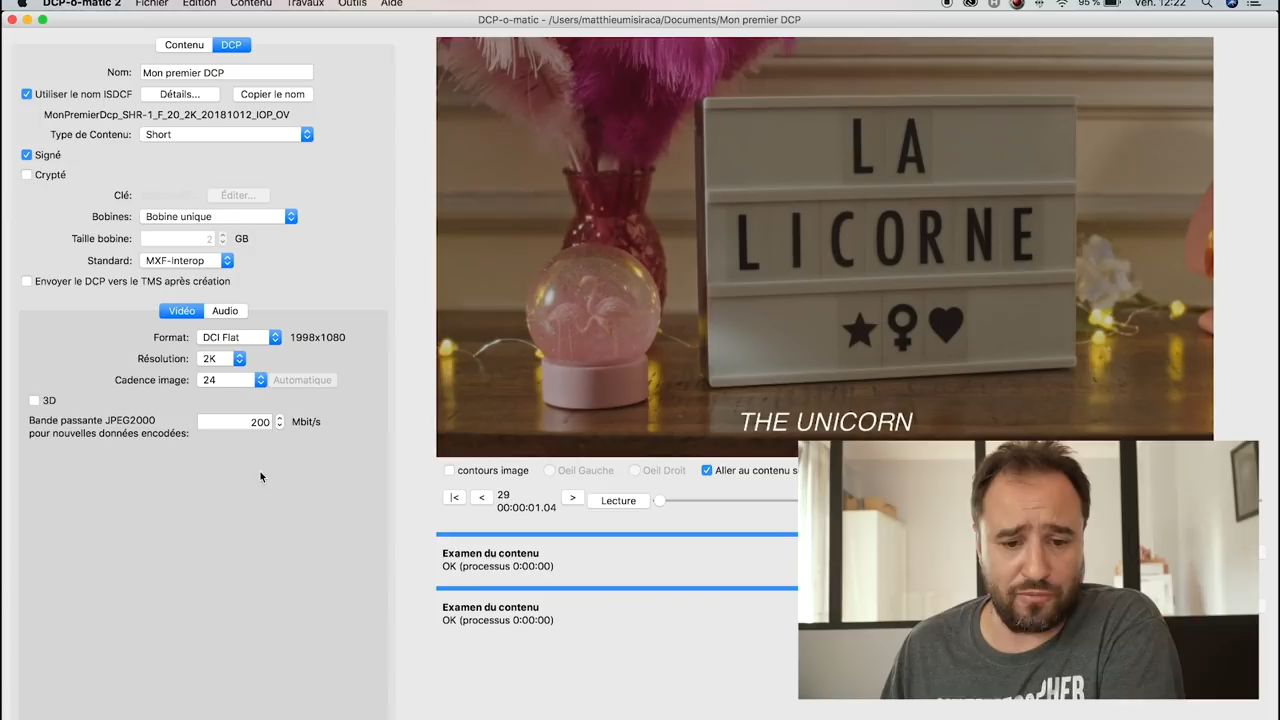 DCP-o-matic 2 Fichier Édition Contenu Travaux Outils Aide
95 % Ven. 12:22
DCP-o-matic - /Users/matthieumisiraca/Documents/Mon premier DCP
Contenu DCP
Nom: Mon premier DCP
Utiliser le nom ISDCF Détails... Copier le nom
MonPremierDcp_SHR-1_F_20_2K_20181012_IOP_OV
Type de Contenu: Short
Signé
Crypté
Clé: Éditer...
Bobines: Bobine unique
Taille bobine: 2 GB
Standard: MXF-Interop
Envoyer le DCP vers le TMS après création
Vidéo Audio
Format: DCI Flat 1998x1080
Résolution: 2K
Cadence image: 24 Automatique
3D
Bande passante JPEG2000
pour nouvelles données encodées: 200 Mbit/s
LA
LICORNE
★♀♥
THE UNICORN
contours image Oeil Gauche Oeil Droit Aller au contenu s
|< < 29 > Lecture
00:00:01.04
Examen du contenu
OK (processus 0:00:00)
Examen du contenu
OK (processus 0:00:00)